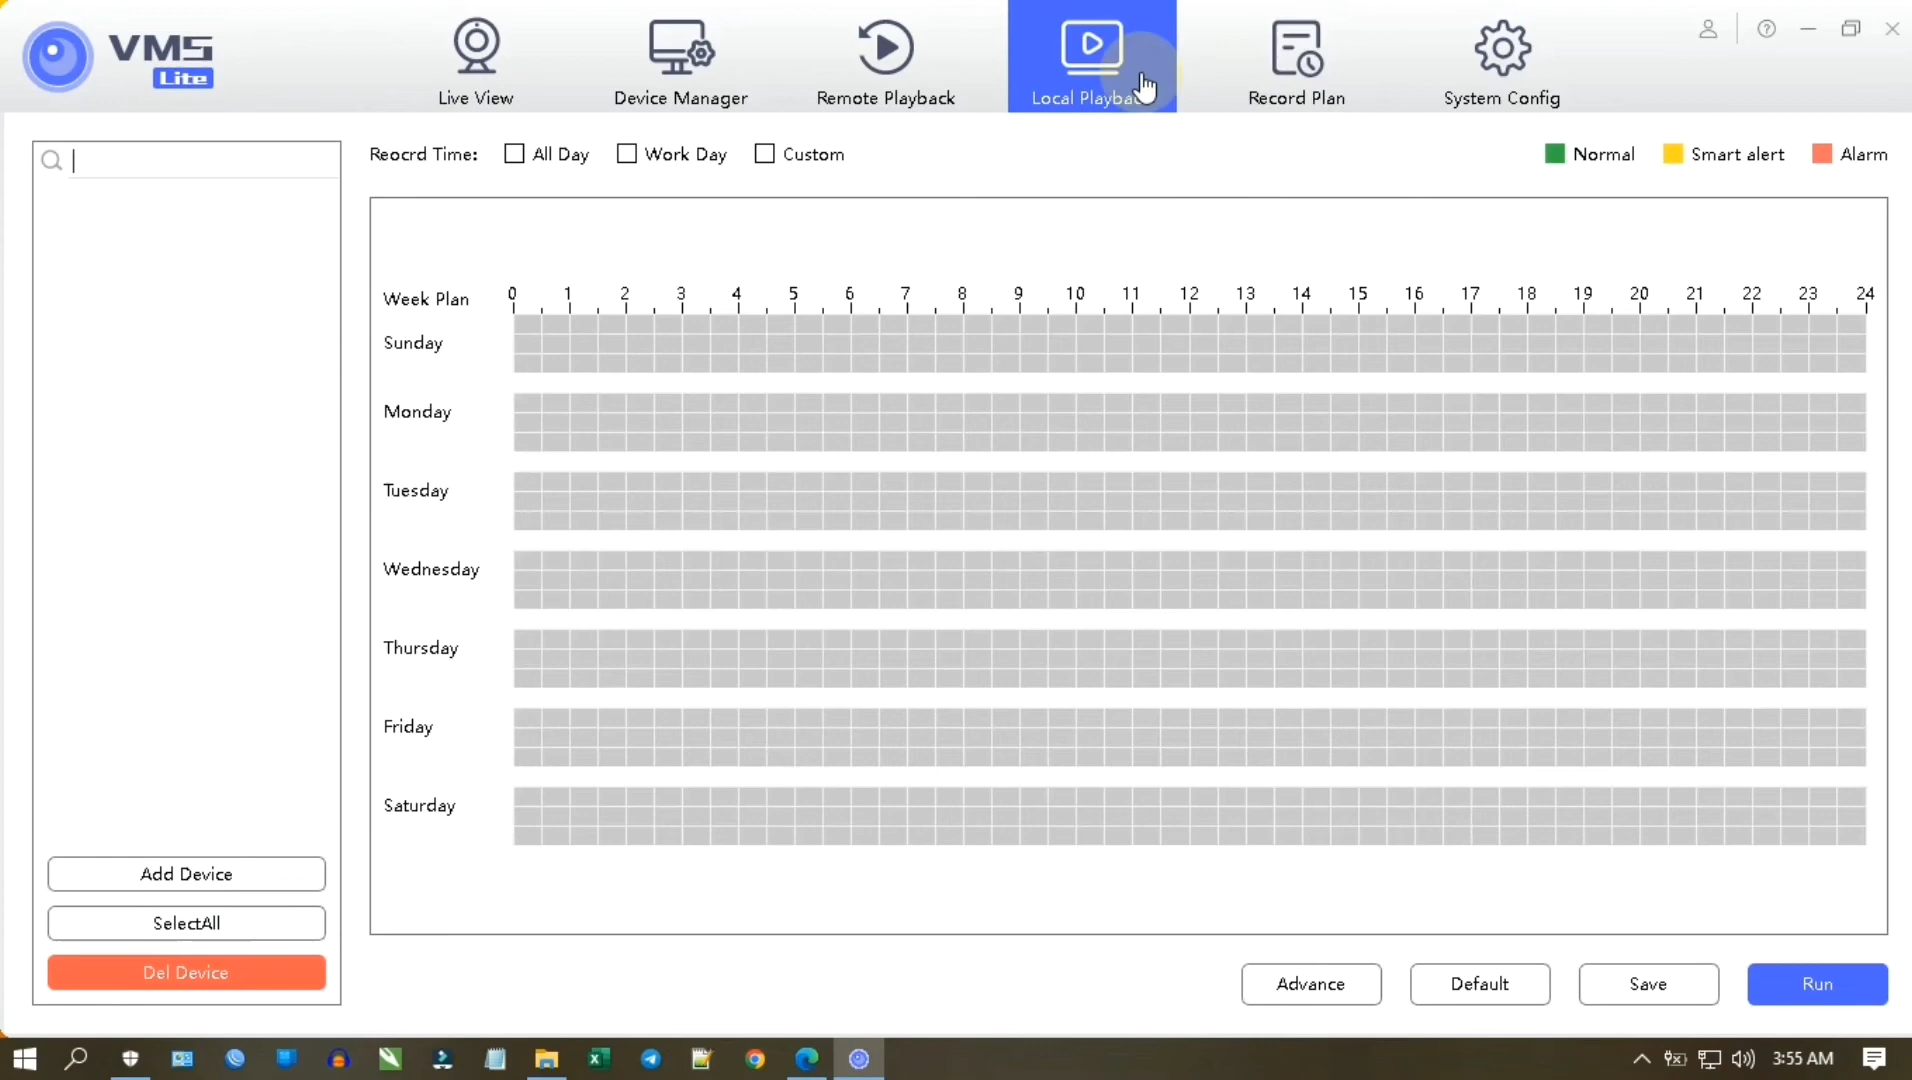 VMS
Lite
Live View
Device Manager
Remote Playback
Local Playbac
Record Plan
System Config
Reocrd Time:
All Day
Work Day
Custom
Normal
Smart alert
Alarm
Week Plan
0 1 2 3 4 5 6 7 8 9 10 11 12 13 14 15 16 17 18 19 20 21 22 23 24
Sunday
Monday
Tuesday
Wednesday
Thursday
Friday
Saturday
Add Device
SelectAll
Del Device
Advance
Default
Save
Run
3:55 AM